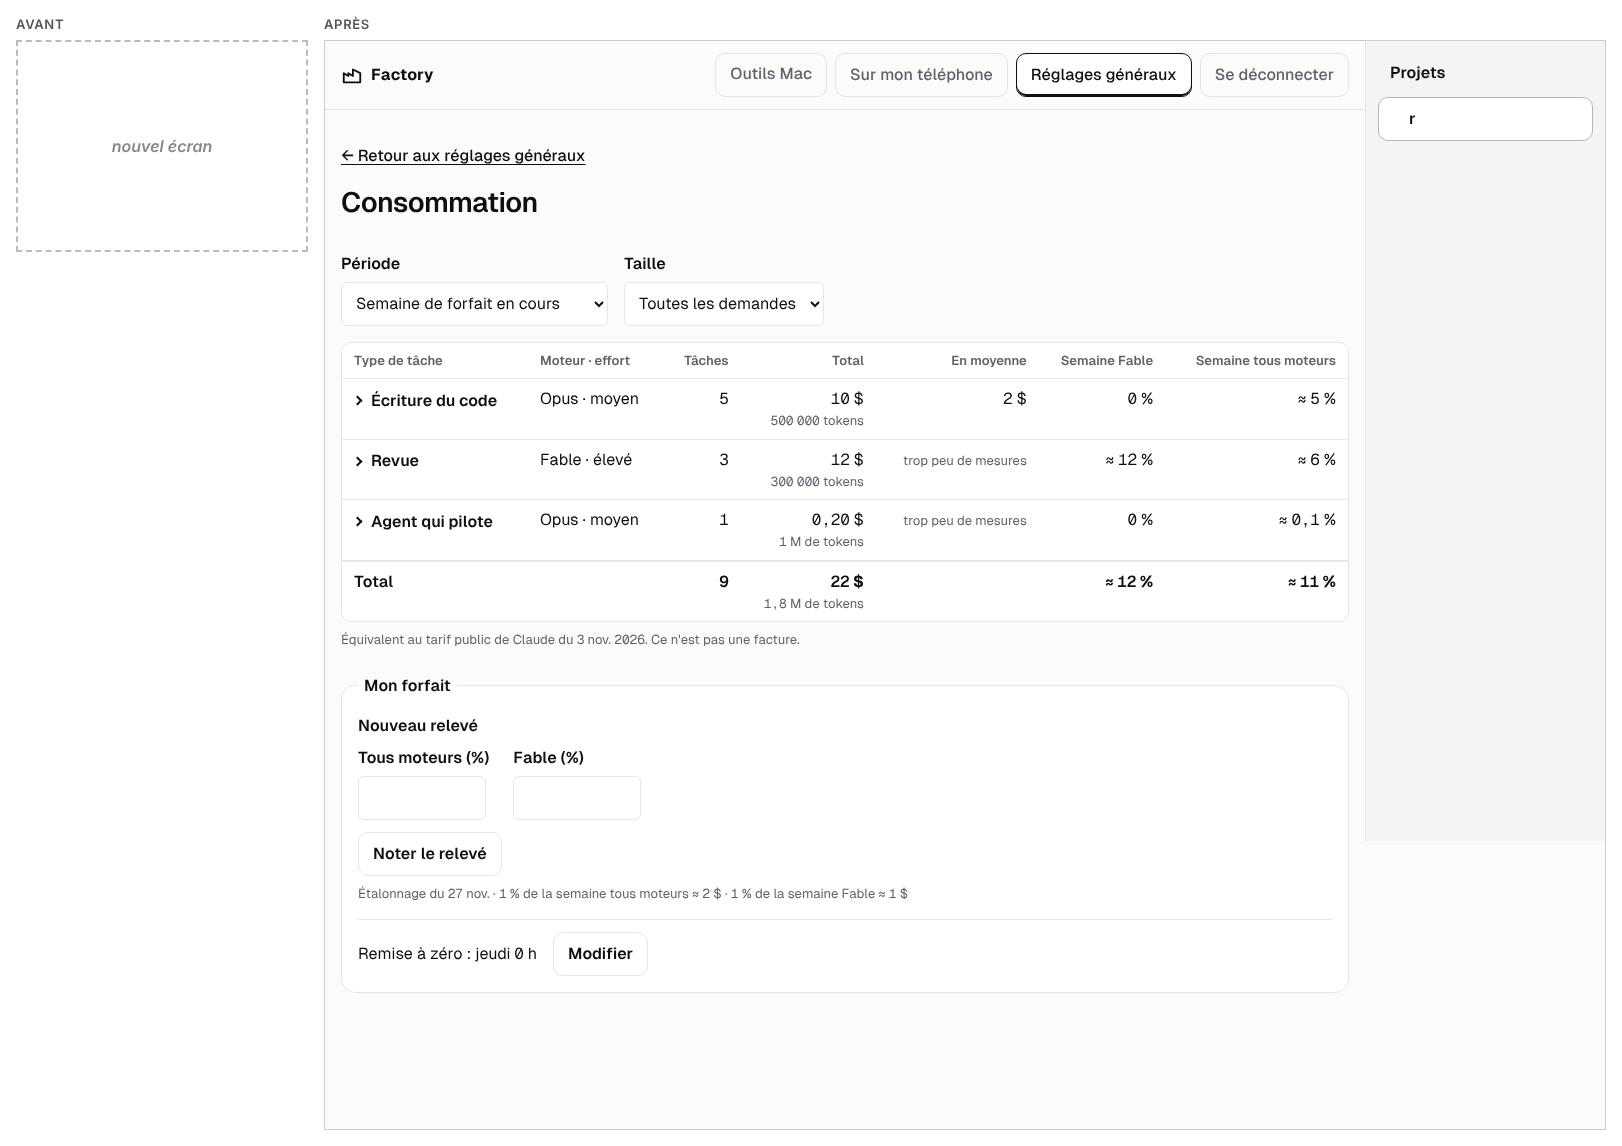 AVANT
APRÈS
nouvel écran
Factory
Outils Mac
Sur mon téléphone
Réglages généraux
Se déconnecter
Projets
r
← Retour aux réglages généraux
Consommation
Période
Taille
Semaine de forfait en cours
Toutes les demandes
Type de tâche Moteur · effort Tâches Total En moyenne Semaine Fable Semaine tous moteurs
Écriture du code Opus · moyen 5 10 $ 2 $ 0 % ≈ 5 %
500 000 tokens
Revue Fable · élevé 3 12 $ trop peu de mesures ≈ 12 % ≈ 6 %
300 000 tokens
Agent qui pilote Opus · moyen 1 0,20 $ trop peu de mesures 0 % ≈ 0,1 %
1 M de tokens
Total 9 22 $ ≈ 12 % ≈ 11 %
1,8 M de tokens
Équivalent au tarif public de Claude du 3 nov. 2026. Ce n'est pas une facture.
Mon forfait
Nouveau relevé
Tous moteurs (%) Fable (%)
Noter le relevé
Étalonnage du 27 nov. · 1 % de la semaine tous moteurs ≈ 2 $ · 1 % de la semaine Fable ≈ 1 $
Remise à zéro : jeudi 0 h
Modifier